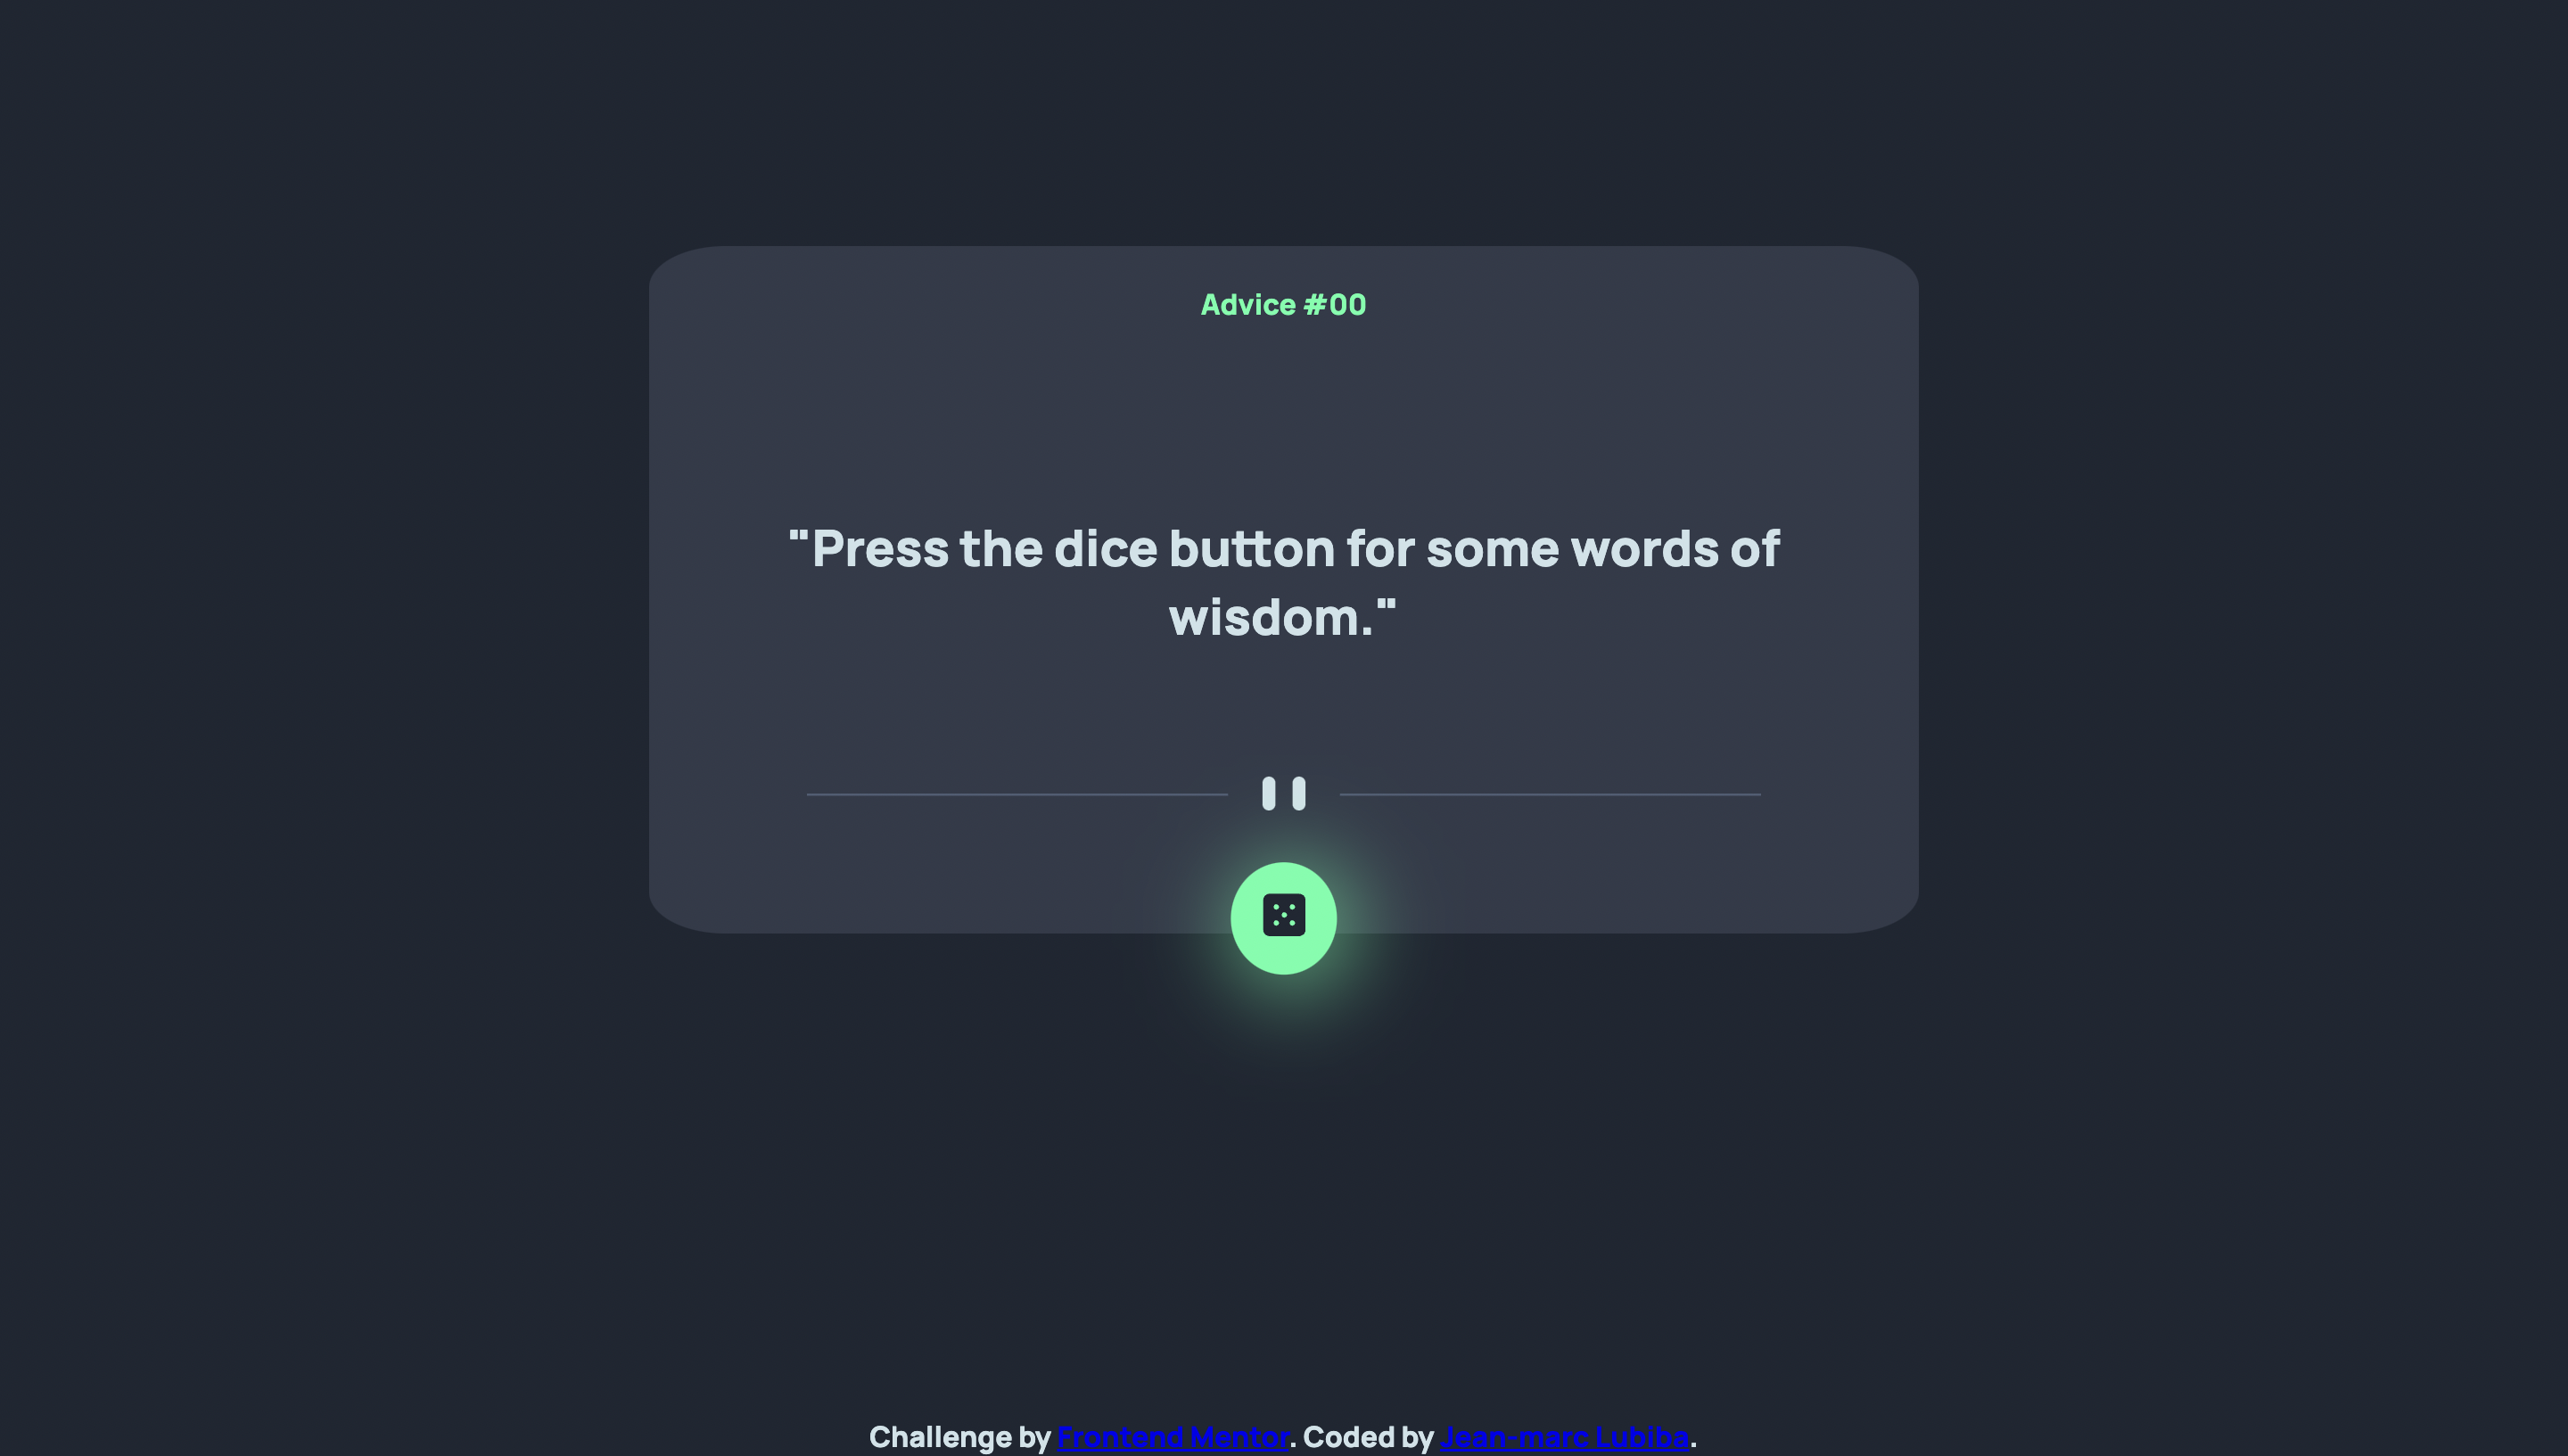 Advice #00
"Press the dice button for some words of
wisdom."
Challenge by Frontend Mentor. Coded by Jean-marc Lubiba.